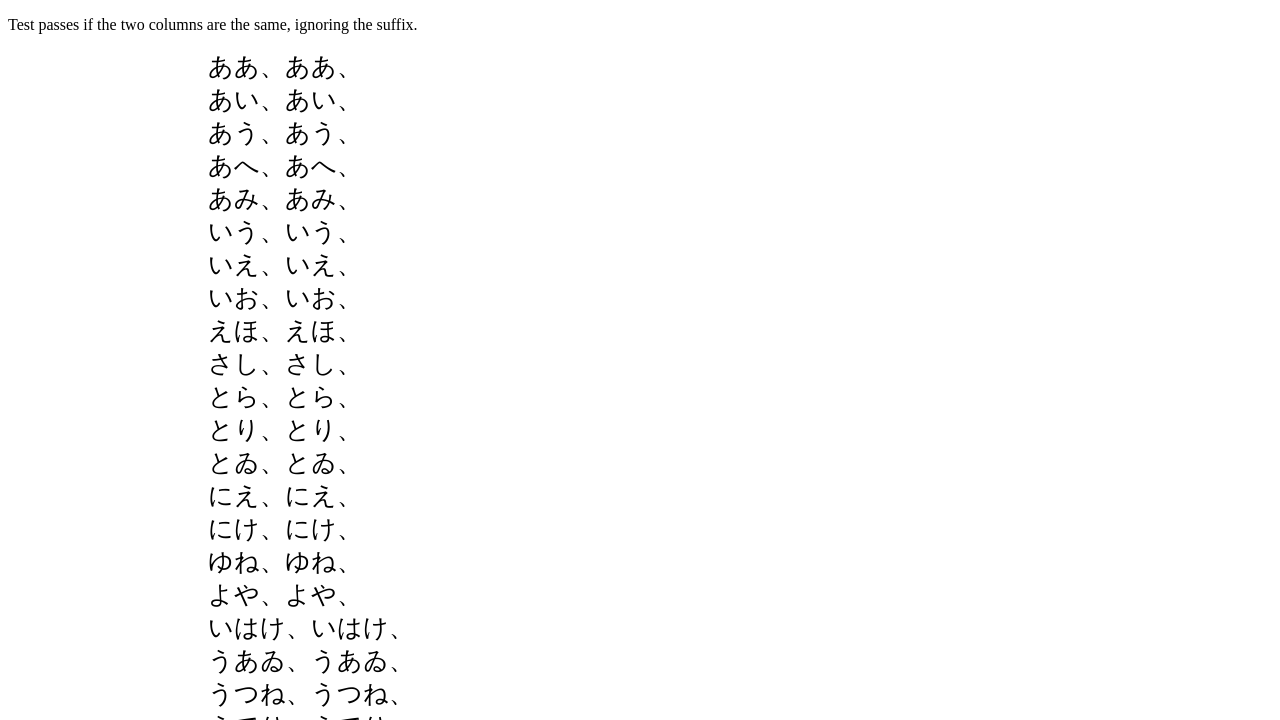 Test passes if the two columns are the same, ignoring the suffix.
ああ、ああ、
あい、あい、
あう、あう、
あへ、あへ、
あみ、あみ、
いう、いう、
いえ、いえ、
いお、いお、
えほ、えほ、
さし、さし、
とら、とら、
とり、とり、
とゐ、とゐ、
にえ、にえ、
にけ、にけ、
ゆね、ゆね、
よや、よや、
いはけ、いはけ、
うあゐ、うあゐ、
うつね、うつね、